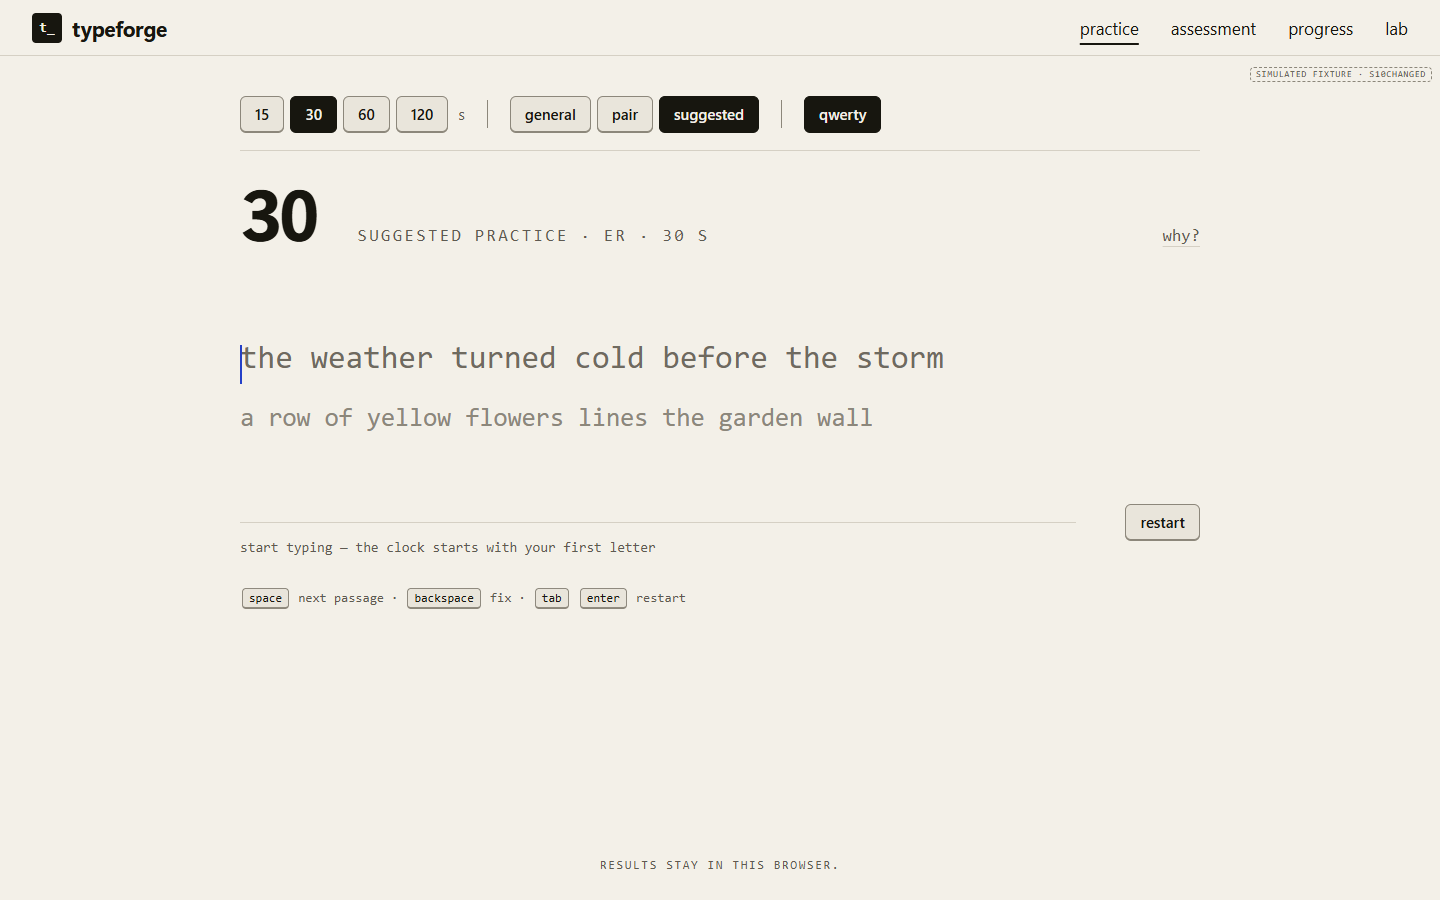 t_ typeforge practice assessment progress lab
SIMULATED FIXTURE · S10CHANGED
15 30 60 120 s general pair suggested qwerty
30 SUGGESTED PRACTICE · ER · 30 S why?
the weather turned cold before the storm
a row of yellow flowers lines the garden wall
restart
start typing — the clock starts with your first letter
space next passage · backspace fix · tab enter restart
RESULTS STAY IN THIS BROWSER.